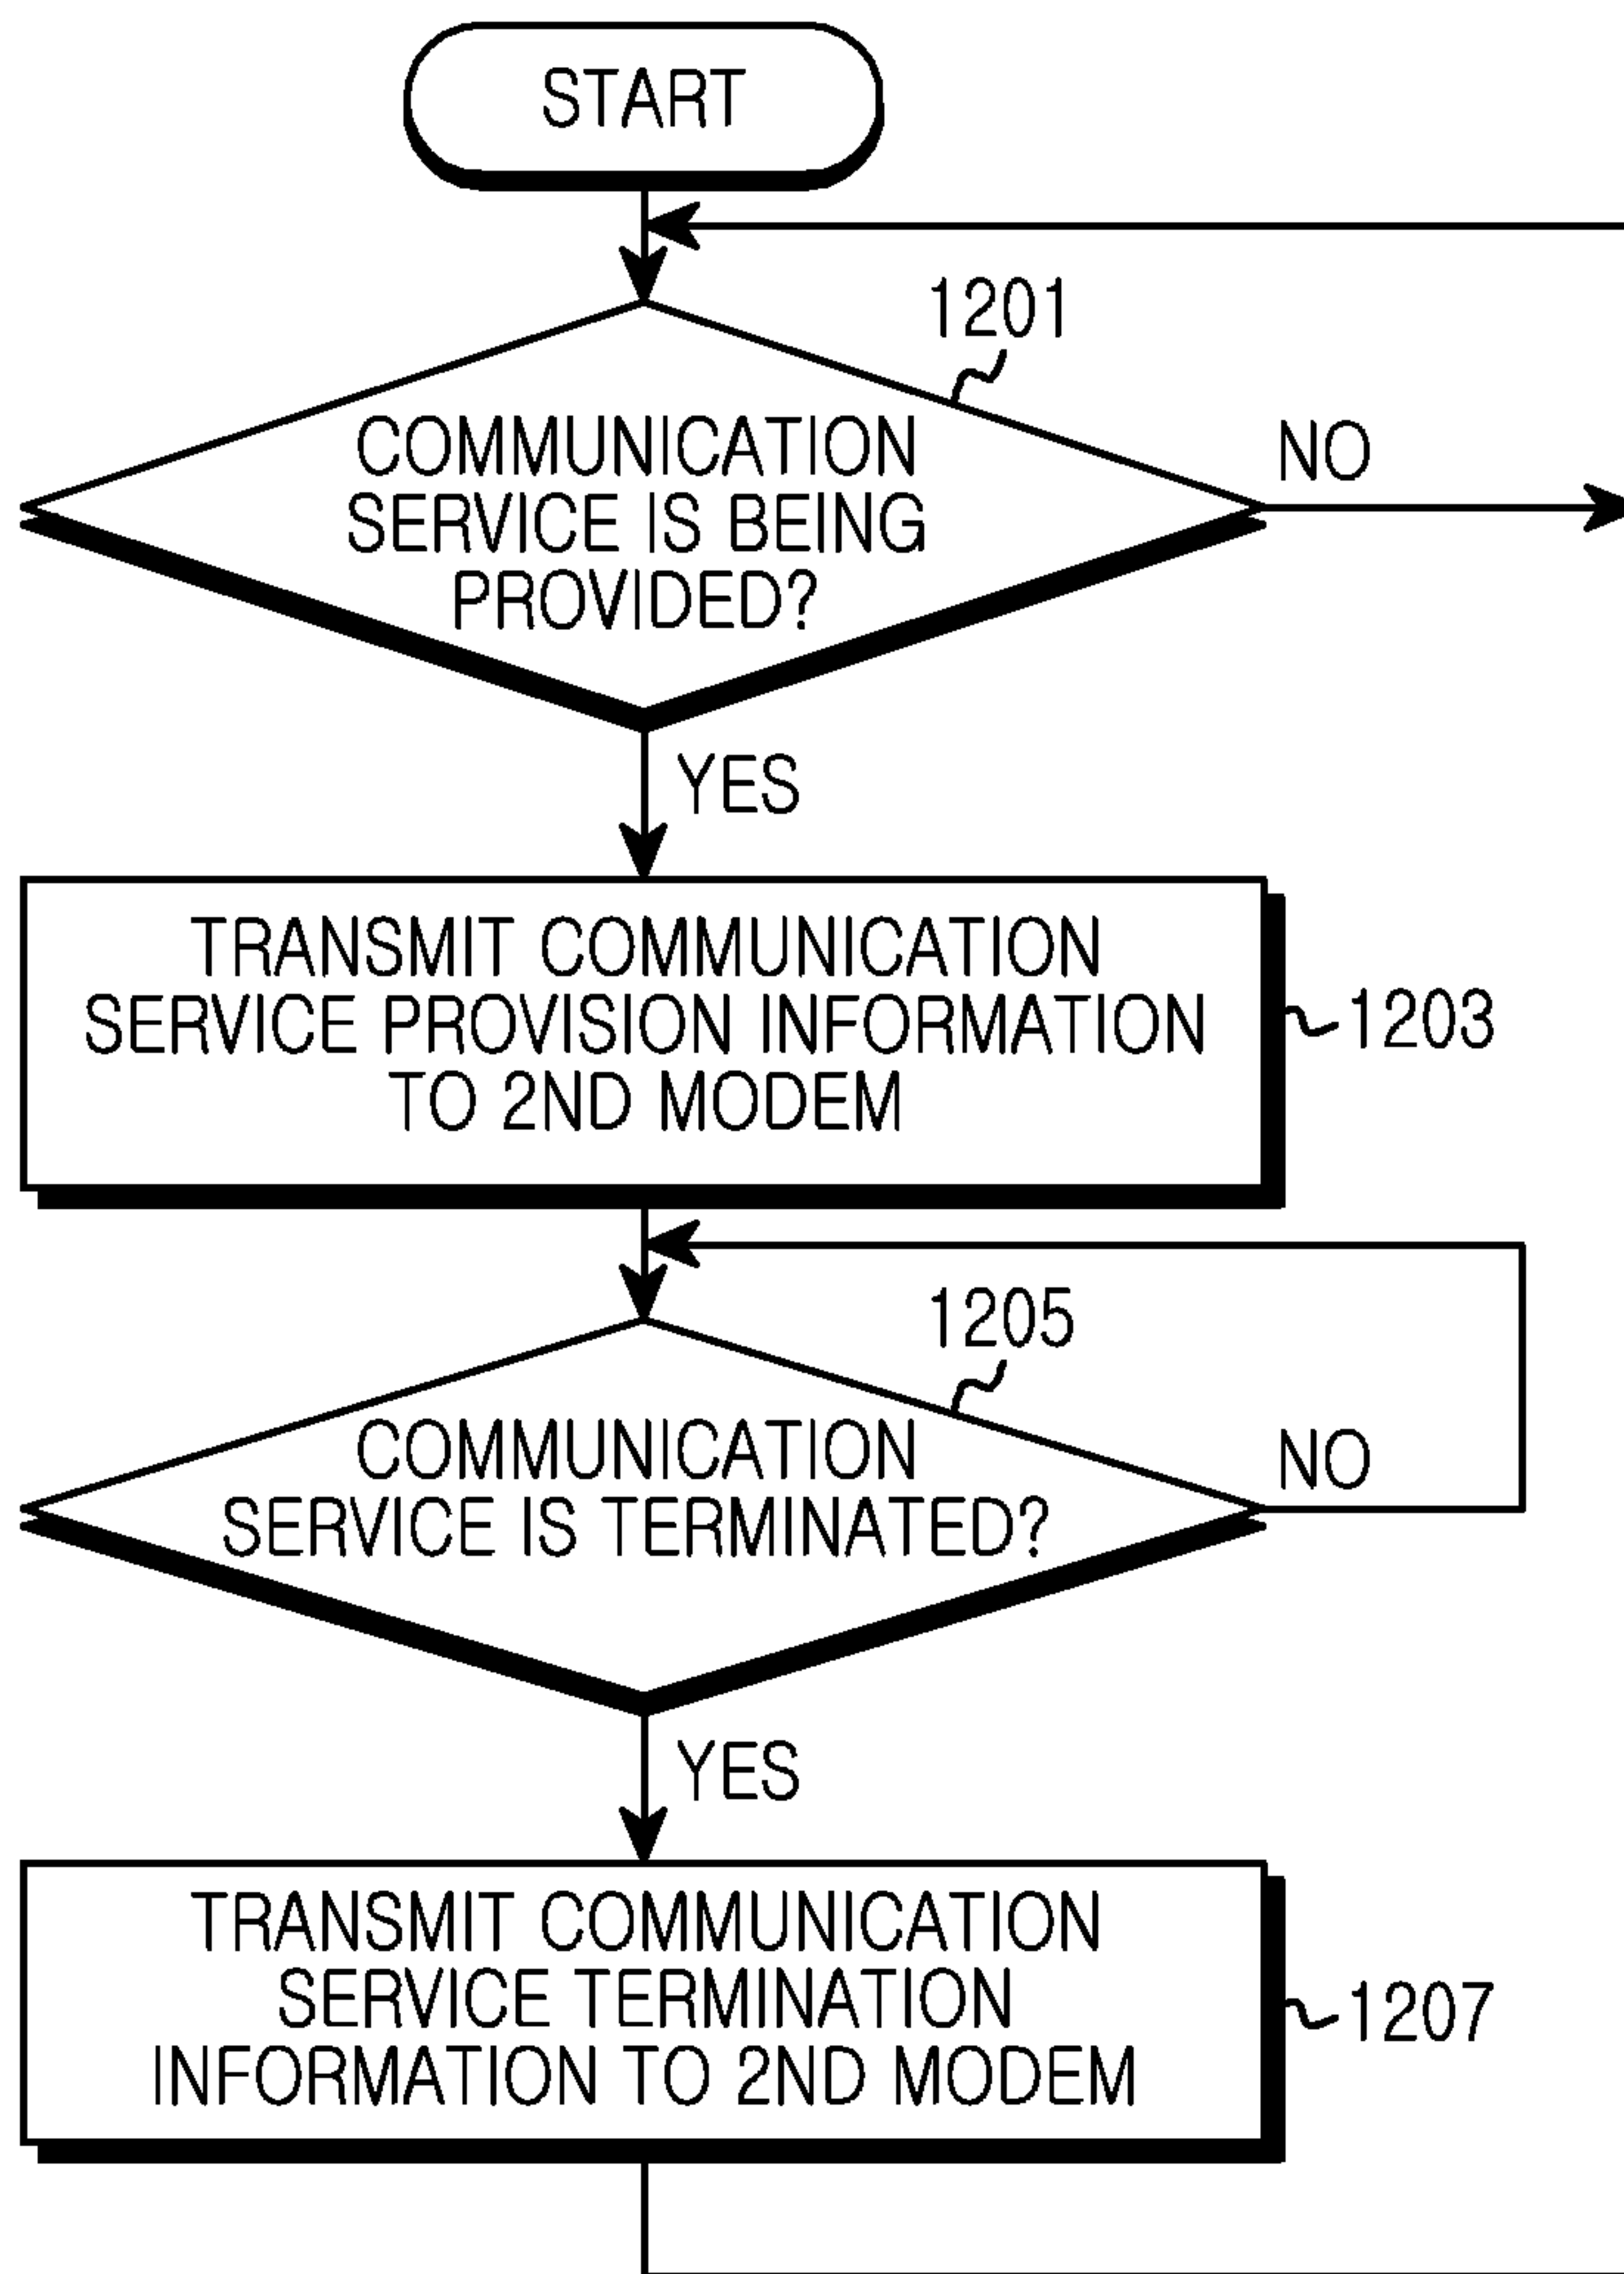 START
1201
COMMUNICATION
SERVICE IS BEING
PROVIDED?
NO
YES
TRANSMIT COMMUNICATION
SERVICE PROVISION INFORMATION
TO 2ND MODEM
1203
1205
COMMUNICATION
SERVICE IS TERMINATED?
NO
YES
TRANSMIT COMMUNICATION
SERVICE TERMINATION
INFORMATION TO 2ND MODEM
1207